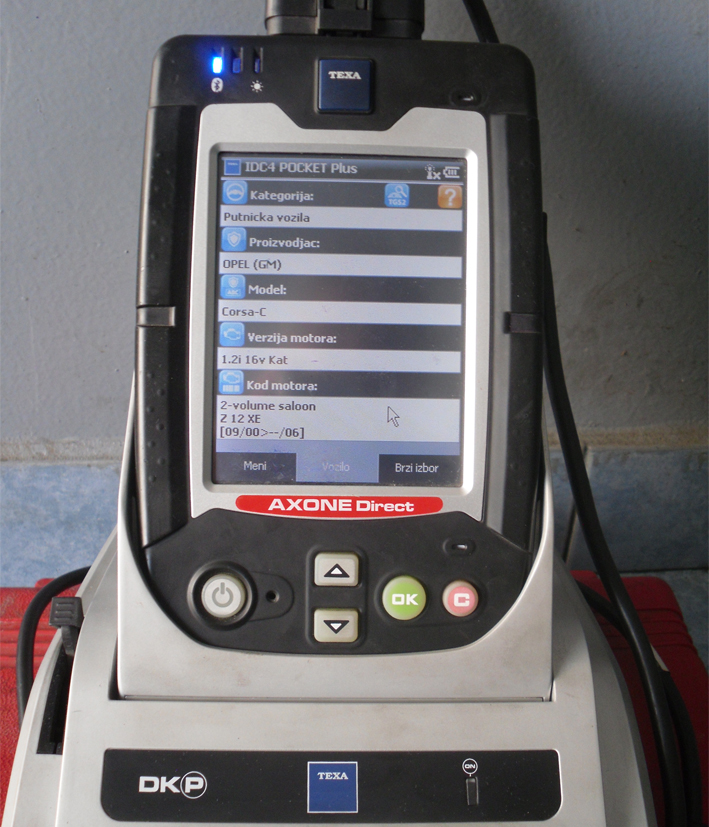 TEXA
IDC4 POCKET Plus
Kategorija:
TGS2
?
Putnicka vozila
Proizvodjac:
OPEL (GM)
ABC
Model:
Corsa-C
Verzija motora:
1.2i 16v Kat
Kod motora:
2-volume saloon
Z 12 XE
[09/00>--/06]
Meni
Vozilo
Brzi izbor
AXONE Direct
OK
C
DKP
TEXA
ON